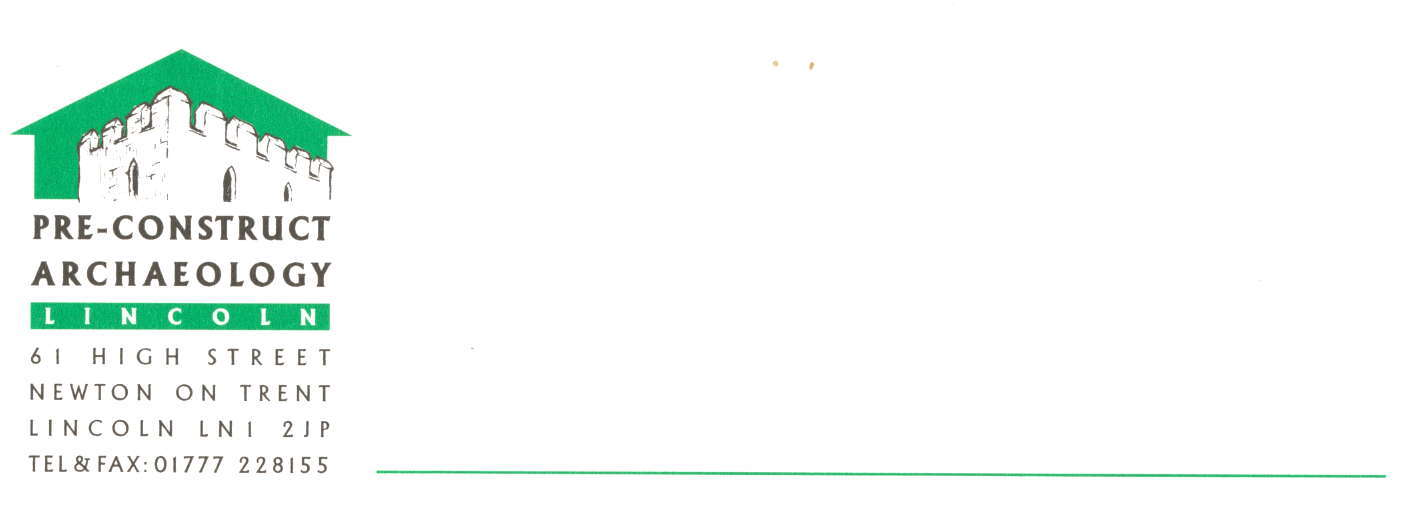 PRE-CONSTRUCT
ARCHAEOLOGY
LINCOLN
61 HIGH STREET
NEWTON ON TRENT
LINCOLN LN1 2JP
TEL & FAX: 01777 228155